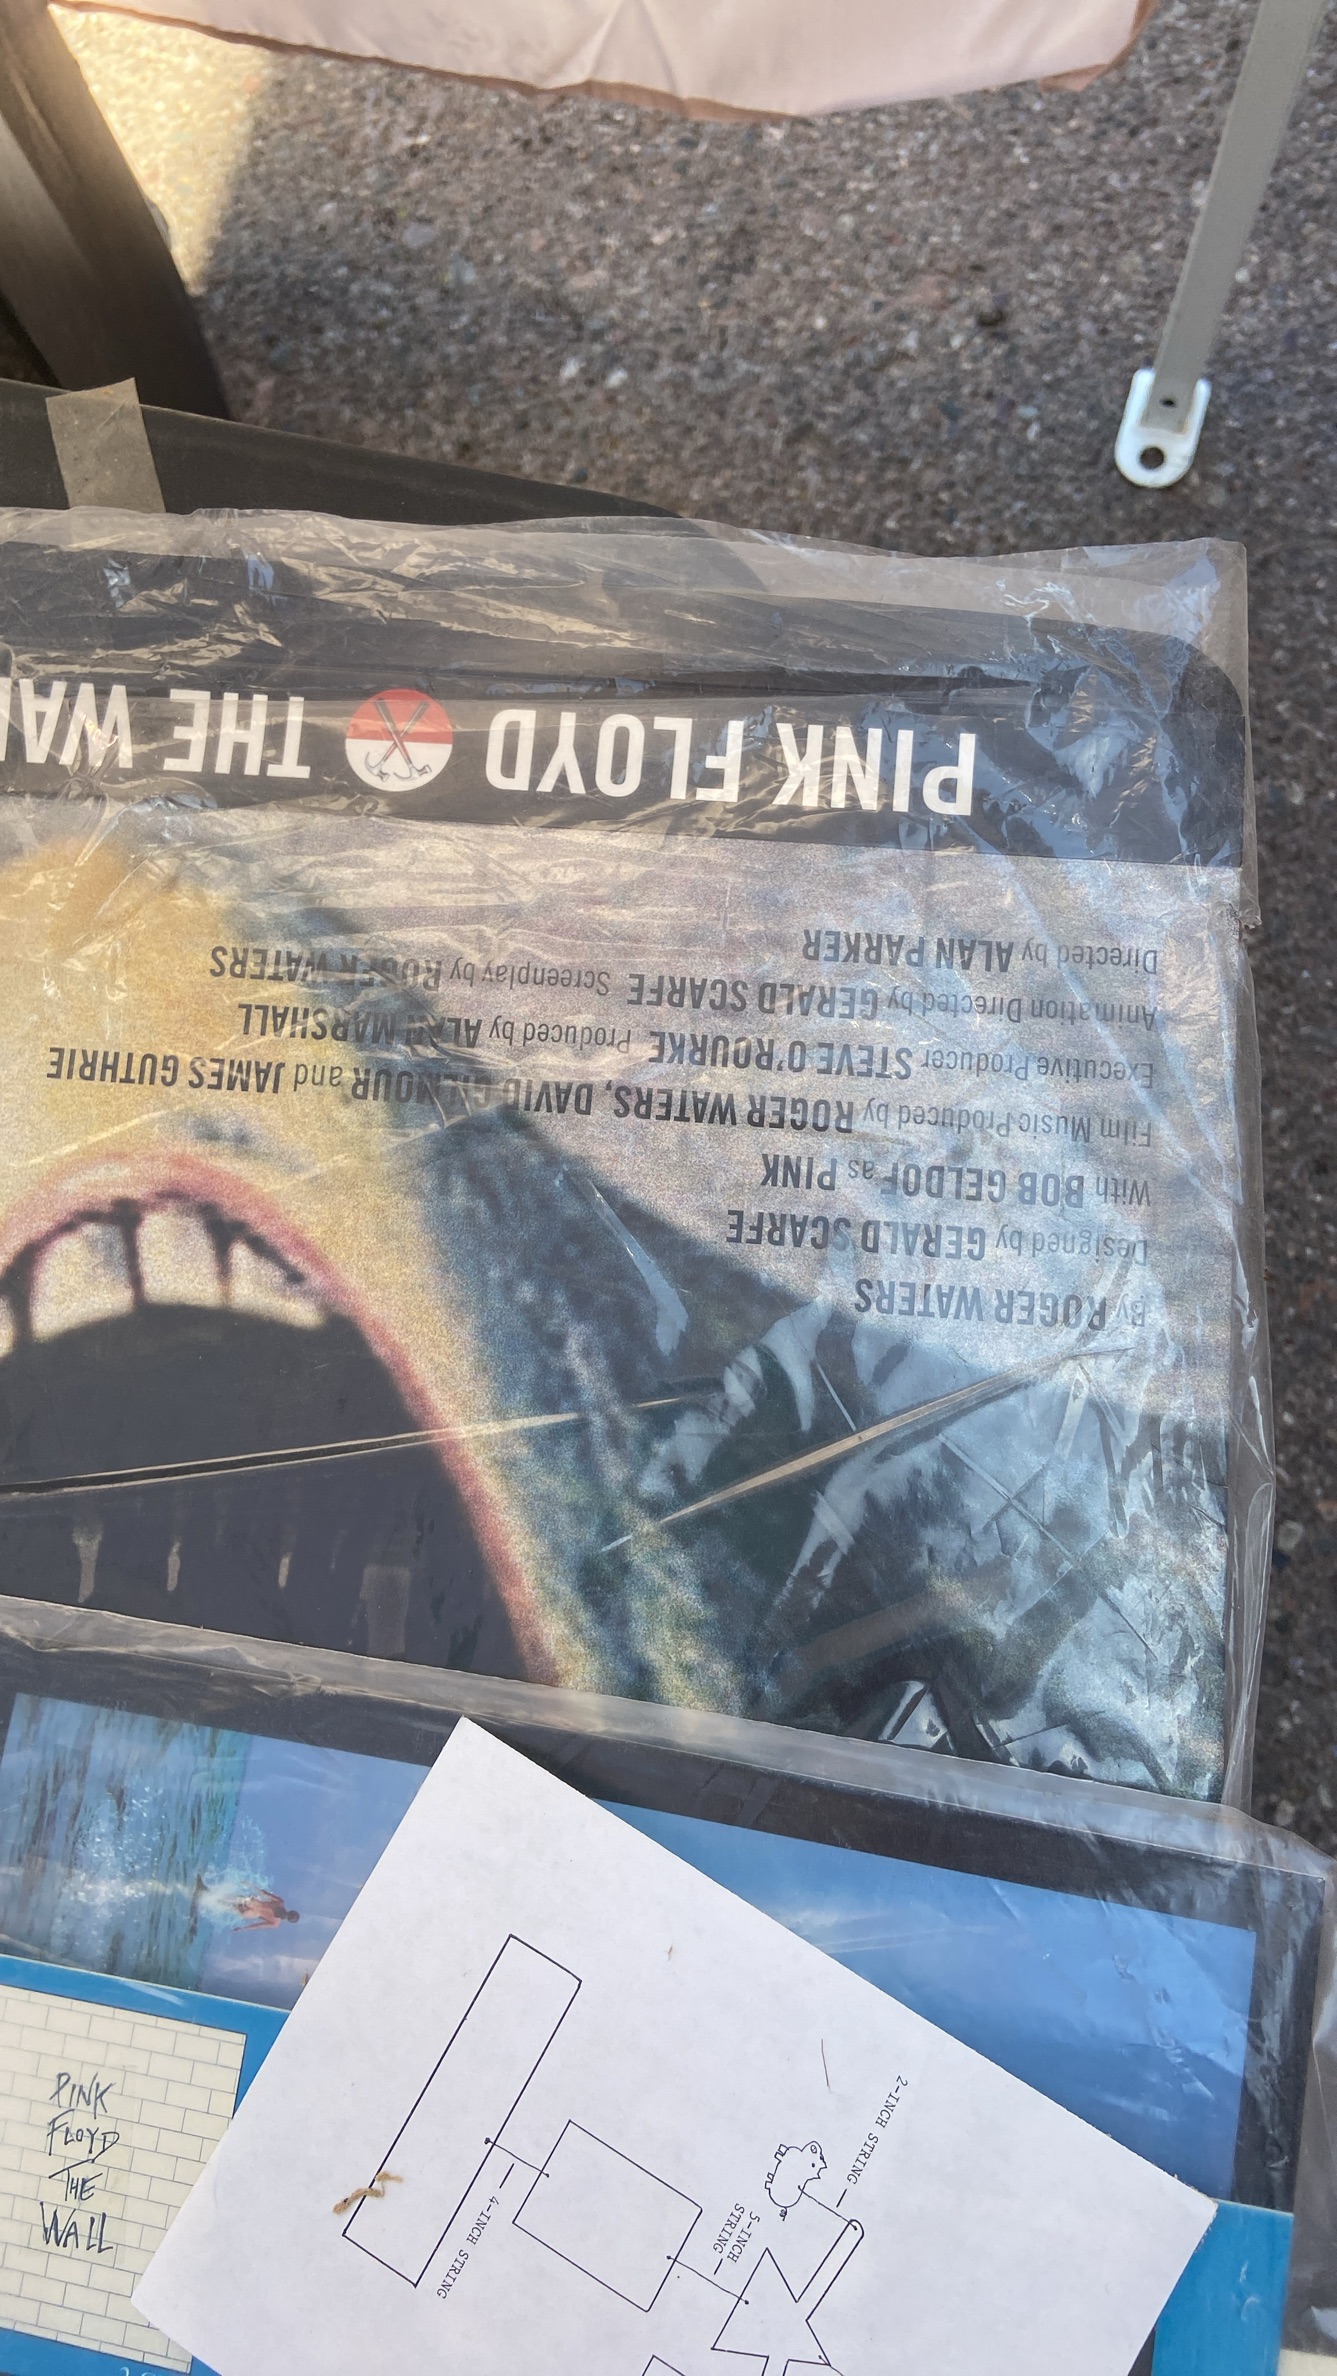 PINK FLOYD THE WAL
Directed by ALAN PARKER
Animation Directed by GERALD SCARFE Screenplay by ROGER WATERS
Executive Producer STEVE O'ROURKE Produced by ALAN MARSHALL
Film Music Produced by ROGER WATERS, DAVID GILMOUR and JAMES GUTHRIE
With BOB GELDOF as PINK
Designed by GERALD SCARFE
By ROGER WATERS
PINK
FLOYD
THE
WALL
4-INCH STRING
5-INCH
STRING
2-INCH STRING